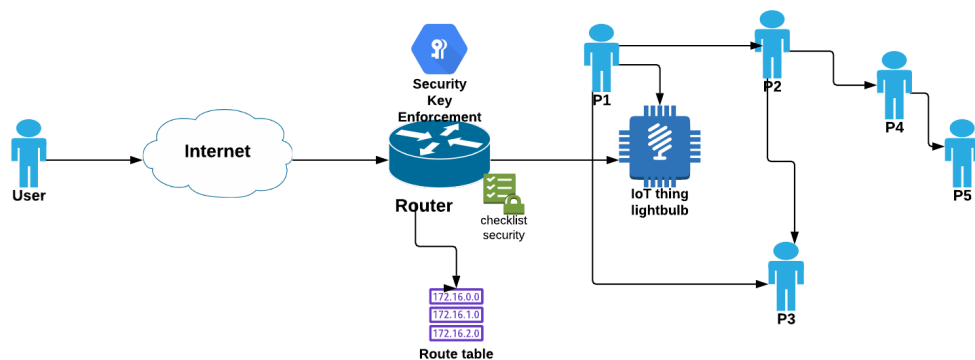 Security
Key
Enforcement
P1
P2
P4
Internet
User
P5
IoT thing
lightbulb
Router
checklist
security
172.16.0.0
172.16.1.0
172.16.2.0
P3
Route table